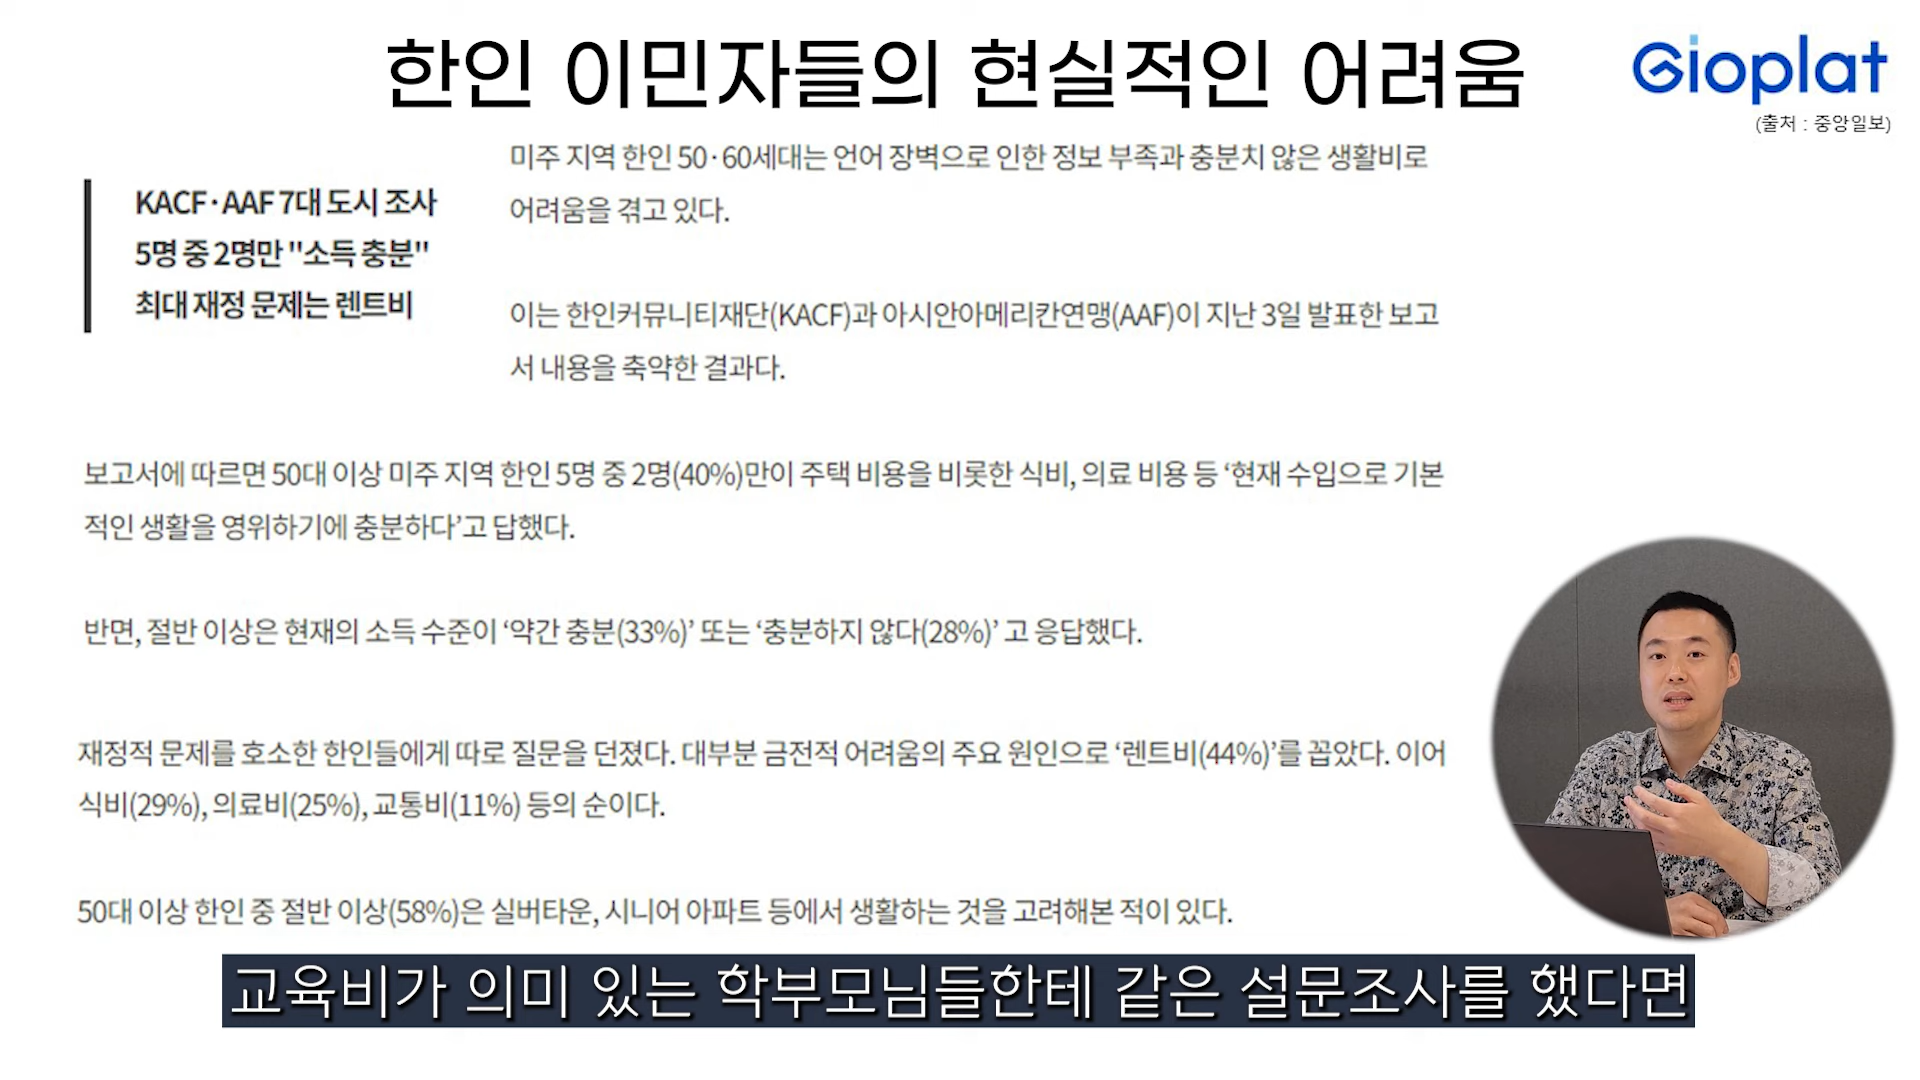 한인 이민자들의 현실적인 어려움
Gioplat
(출처 : 중앙일보)
KACF·AAF 7대 도시 조사
5명 중 2명만 "소득 충분"
최대 재정 문제는 렌트비
미주 지역 한인 50·60세대는 언어 장벽으로 인한 정보 부족과 충분치 않은 생활비로
어려움을 겪고 있다.
이는 한인커뮤니티재단(KACF)과 아시안아메리칸연맹(AAF)이 지난 3일 발표한 보고
서 내용을 축약한 결과다.
보고서에 따르면 50대 이상 미주 지역 한인 5명 중 2명(40%)만이 주택 비용을 비롯한 식비, 의료 비용 등 ‘현재 수입으로 기본
적인 생활을 영위하기에 충분하다’고 답했다.
반면, 절반 이상은 현재의 소득 수준이 ‘약간 충분(33%)’ 또는 ‘충분하지 않다(28%)’ 고 응답했다.
재정적 문제를 호소한 한인들에게 따로 질문을 던졌다. 대부분 금전적 어려움의 주요 원인으로 ‘렌트비(44%)’를 꼽았다. 이어
식비(29%), 의료비(25%), 교통비(11%) 등의 순이다.
50대 이상 한인 중 절반 이상(58%)은 실버타운, 시니어 아파트 등에서 생활하는 것을 고려해본 적이 있다.
교육비가 의미 있는 학부모님들한테 같은 설문조사를 했다면